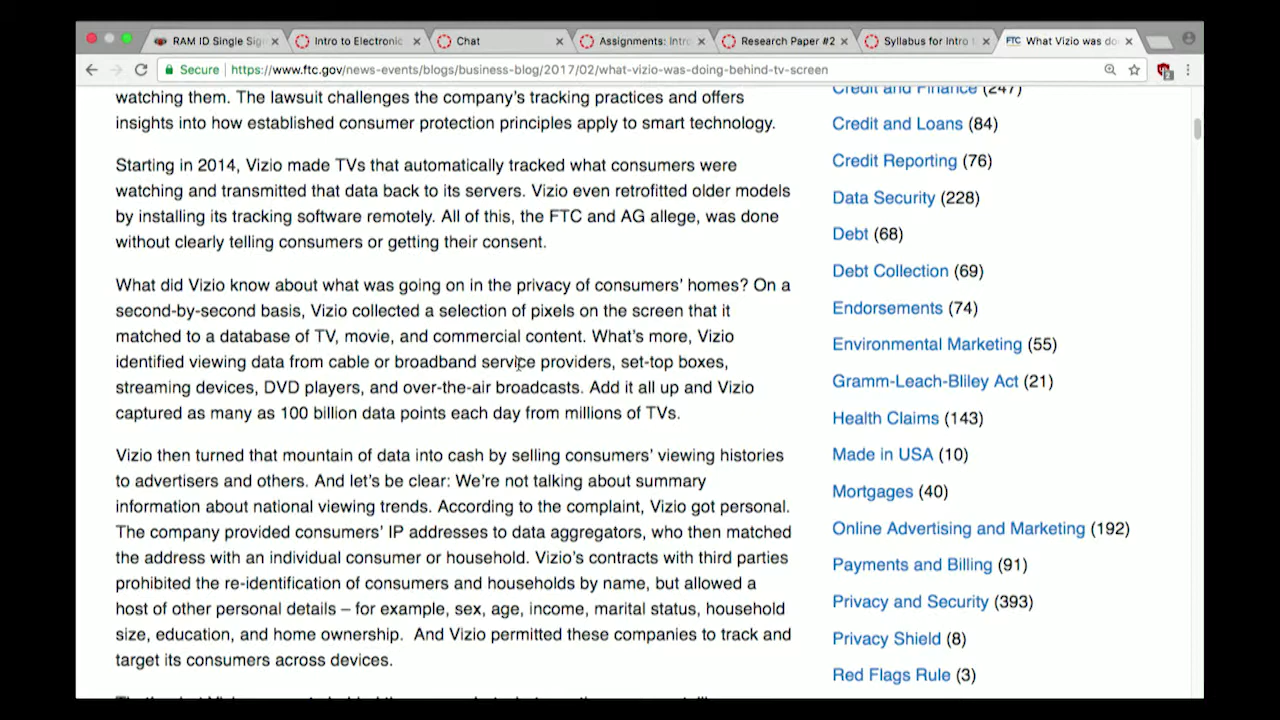 RAM ID Single Sig
Intro to Electronic
Chat
Assignments: Intro
Research Paper #2
Syllabus for Intro
FTC What Vizio was do
Secure | https://www.ftc.gov/news-events/blogs/business-blog/2017/02/what-vizio-was-doing-behind-tv-screen
watching them. The lawsuit challenges the company's tracking practices and offers
insights into how established consumer protection principles apply to smart technology.
Starting in 2014, Vizio made TVs that automatically tracked what consumers were
watching and transmitted that data back to its servers. Vizio even retrofitted older models
by installing its tracking software remotely. All of this, the FTC and AG allege, was done
without clearly telling consumers or getting their consent.
What did Vizio know about what was going on in the privacy of consumers' homes? On a
second-by-second basis, Vizio collected a selection of pixels on the screen that it
matched to a database of TV, movie, and commercial content. What's more, Vizio
identified viewing data from cable or broadband service providers, set-top boxes,
streaming devices, DVD players, and over-the-air broadcasts. Add it all up and Vizio
captured as many as 100 billion data points each day from millions of TVs.
Vizio then turned that mountain of data into cash by selling consumers' viewing histories
to advertisers and others. And let's be clear: We're not talking about summary
information about national viewing trends. According to the complaint, Vizio got personal.
The company provided consumers' IP addresses to data aggregators, who then matched
the address with an individual consumer or household. Vizio's contracts with third parties
prohibited the re-identification of consumers and households by name, but allowed a
host of other personal details – for example, sex, age, income, marital status, household
size, education, and home ownership.  And Vizio permitted these companies to track and
target its consumers across devices.
Credit and Finance (247)
Credit and Loans (84)
Credit Reporting (76)
Data Security (228)
Debt (68)
Debt Collection (69)
Endorsements (74)
Environmental Marketing (55)
Gramm-Leach-Bliley Act (21)
Health Claims (143)
Made in USA (10)
Mortgages (40)
Online Advertising and Marketing (192)
Payments and Billing (91)
Privacy and Security (393)
Privacy Shield (8)
Red Flags Rule (3)